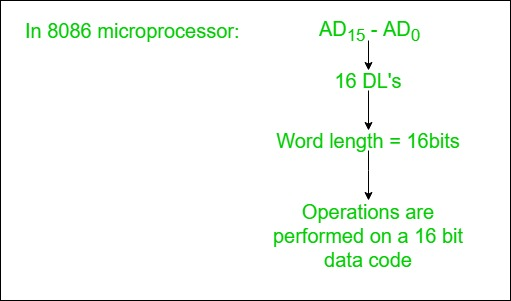 In 8086 microprocessor:
AD15 - AD0
16 DL's
Word length = 16bits
Operations are
performed on a 16 bit
data code